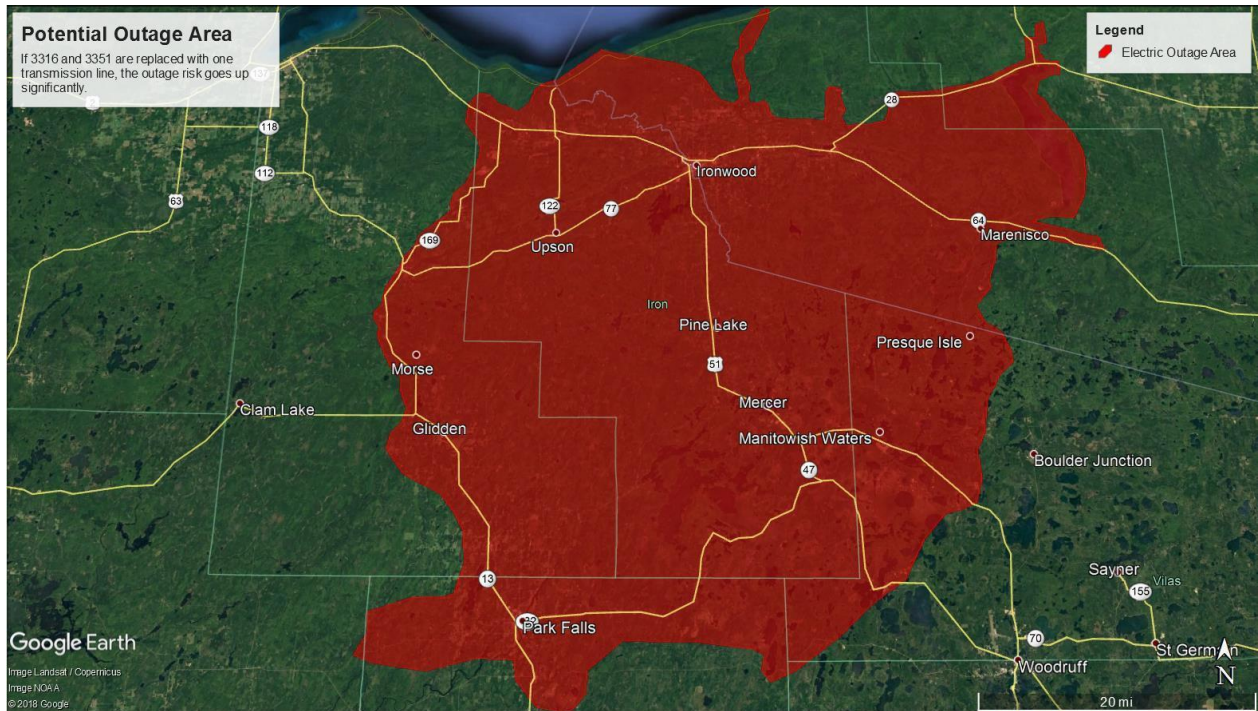 Potential Outage Area
If 3316 and 3351 are replaced with one
transmission line, the outage risk goes up
significantly.
Legend
Electric Outage Area
2
118
112
63
28
Ironwood
122
77
Upson
169
64
Marenisco
Iron
Pine Lake
Presque Isle
Morse
51
Clam Lake
Glidden
Mercer
Manitowish Waters
Boulder Junction
47
13
Sayner
Vilas
155
Park Falls
70
St Germain
Woodruff
N
20 mi
Google Earth
Image Landsat / Copernicus
Image NOAA
© 2018 Google